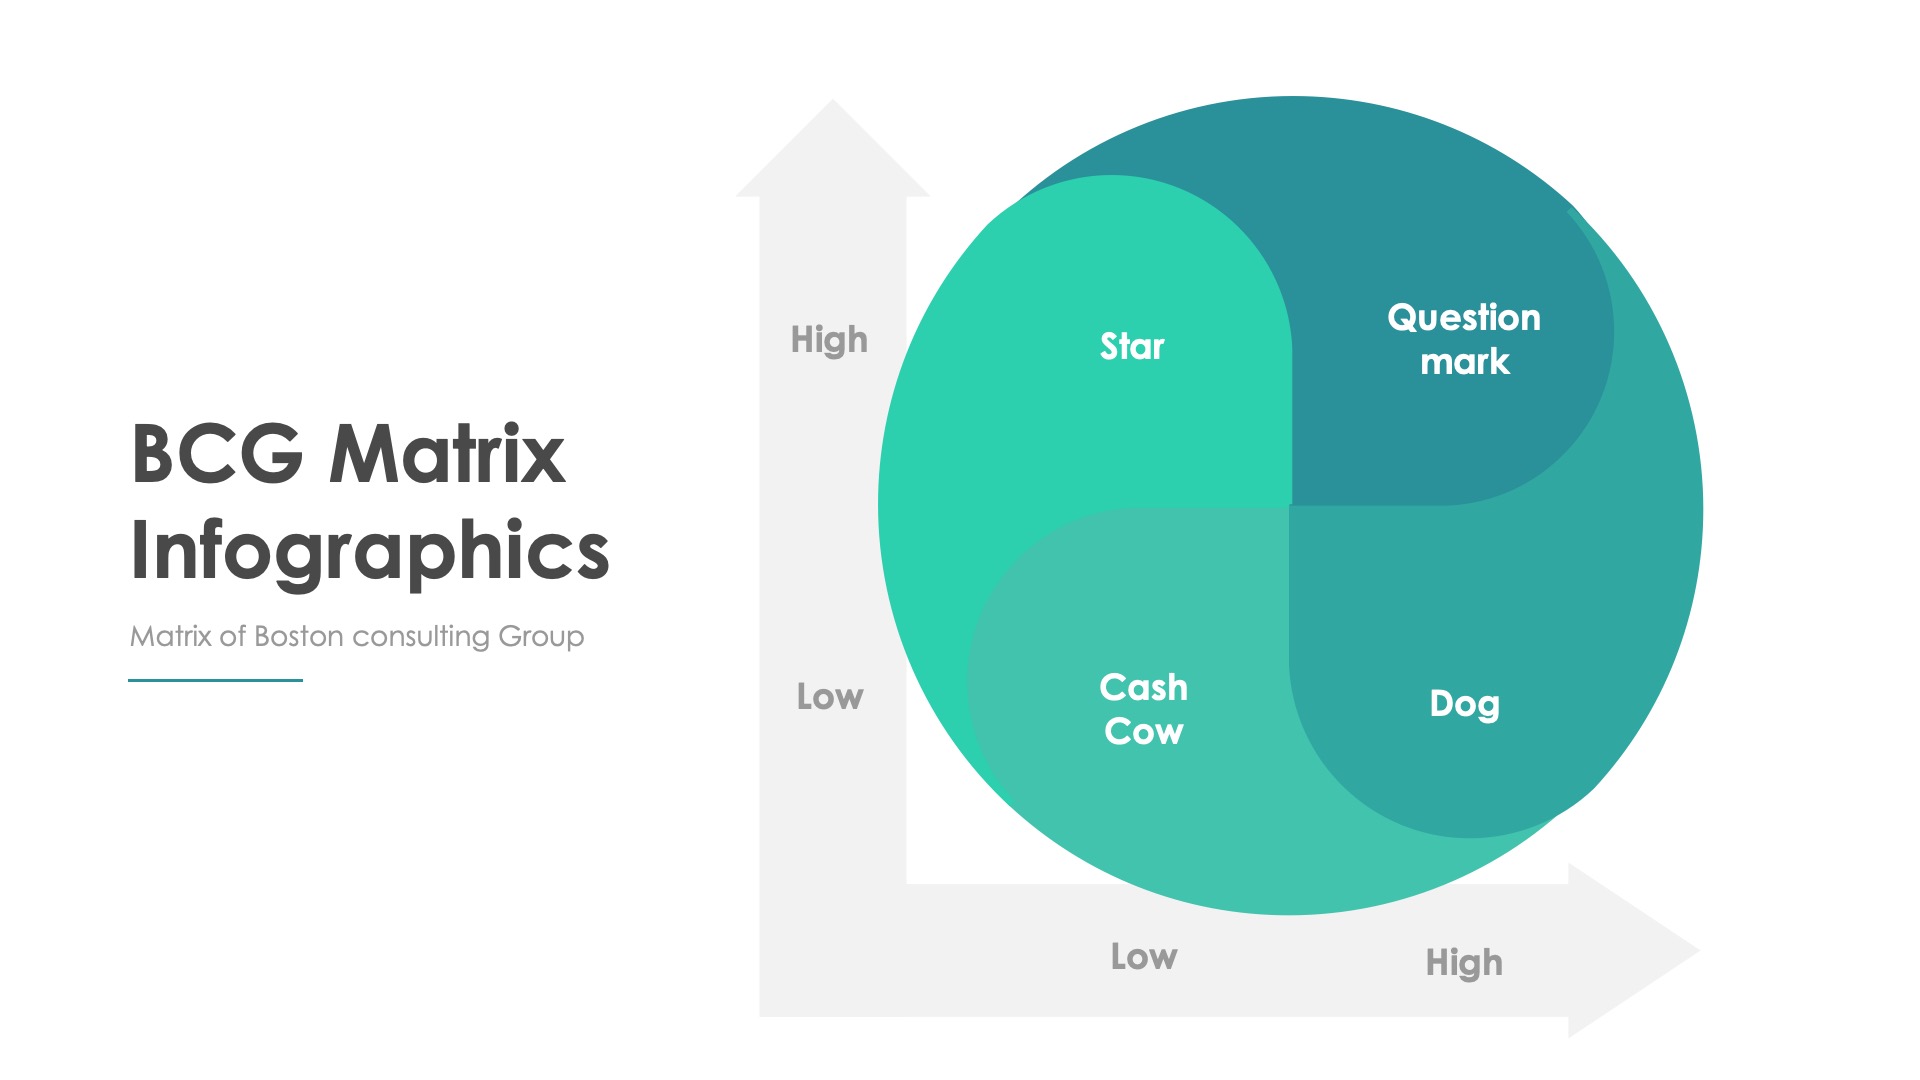 BCG Matrix
Infographics
Matrix of Boston consulting Group
High
Low
Star
Question
mark
Cash
Cow
Dog
Low
High